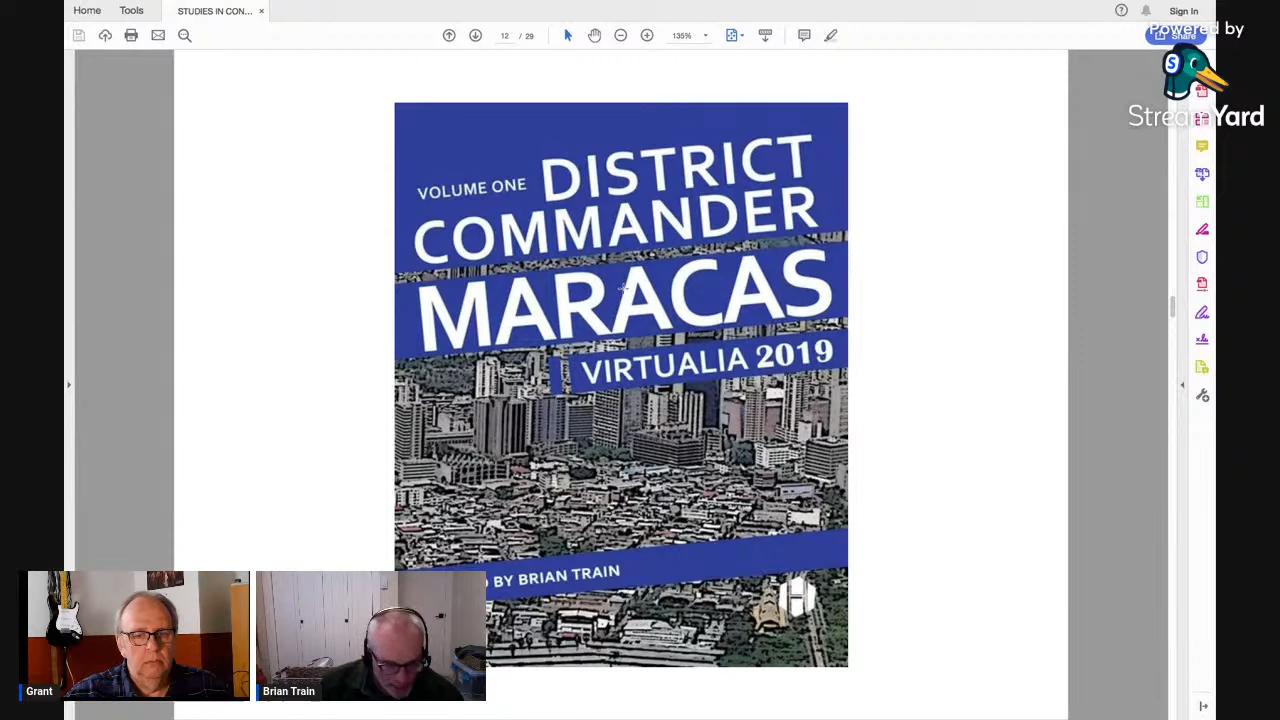 Home Tools STUDIES IN CON... × Sign In
/ 29 135% Share
Powered by
StreamYard
VOLUME ONE DISTRICT
COMMANDER
MARACAS
VIRTUALIA 2019
BY BRIAN TRAIN
Grant
Brian Train